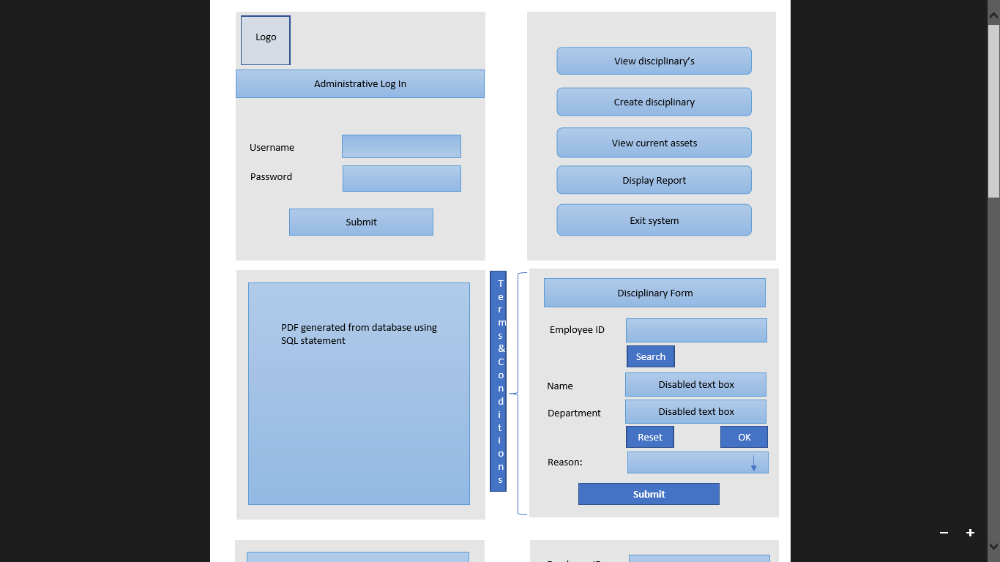 Logo
Administrative Log In
Username
Password
Submit
View disciplinary’s
Create disciplinary
View current assets
Display Report
Exit system
PDF generated from database using
SQL statement
Terms&Conditions
Disciplinary Form
Employee ID
Search
Name
Disabled text box
Department
Disabled text box
Reset
OK
Reason:
Submit